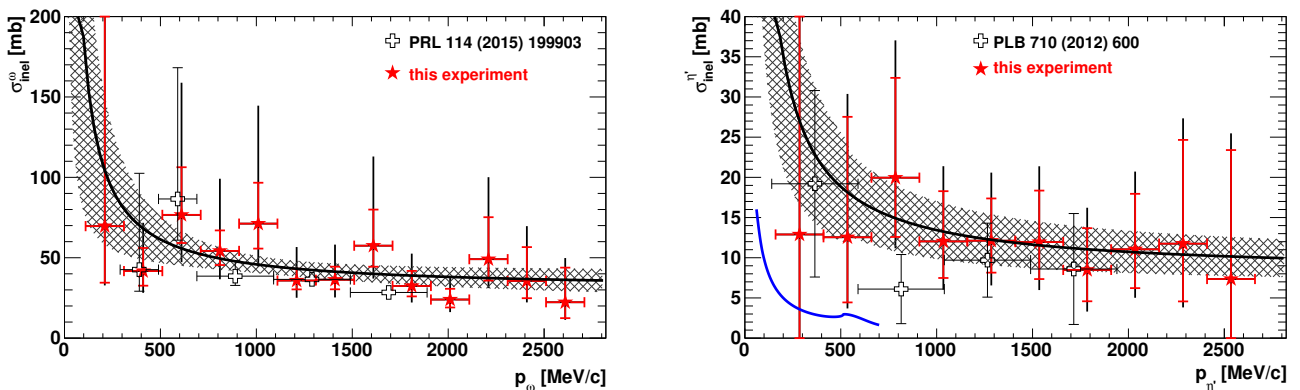 σ^ω_inel [mb]
200
150
100
50
0
PRL 114 (2015) 199903
this experiment
0 500 1000 1500 2000 2500
p_ω [MeV/c]
σ^η'_inel [mb]
40
35
30
25
20
15
10
5
0
PLB 710 (2012) 600
this experiment
0 500 1000 1500 2000 2500
p_η' [MeV/c]